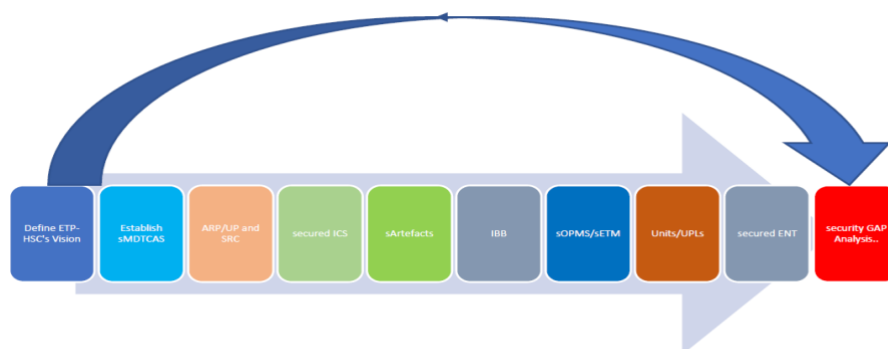 Define ETP-
HSC's Vision
Establish
sMDTCAS
ARP/UP and
SRC
secured ICS
sArtefacts
IBB
sOPMS/sETM
Units/UPLs
secured ENT
security GAP
Analysis..